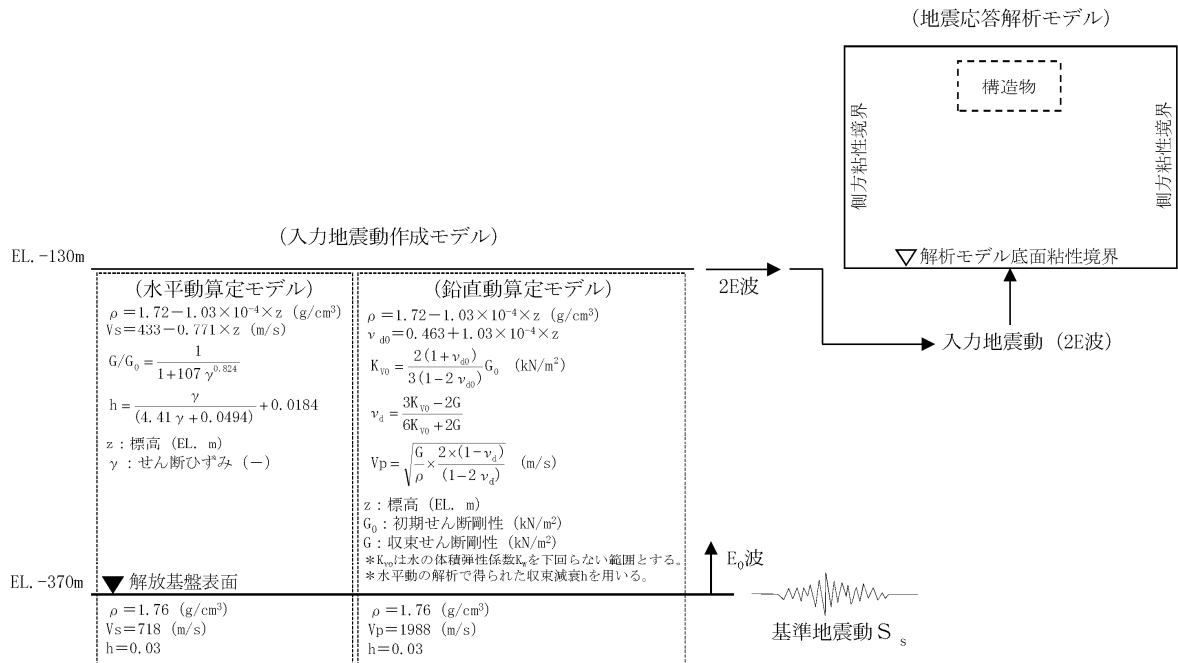 (地震応答解析モデル)
構造物
側方粘性境界
側方粘性境界
▽解析モデル底面粘性境界
(入力地震動作成モデル)
EL.-130m
2E波
入力地震動 (2E波)
(水平動算定モデル)
ρ=1.72-1.03×10⁻⁴×z (g/cm³)
Vs=433-0.771×z (m/s)
G/G₀ = 1/(1+107 γ^0.824)
h = γ/(4.41 γ+0.0494) +0.0184
z:標高 (EL. m)
γ:せん断ひずみ (-)
(鉛直動算定モデル)
ρ=1.72-1.03×10⁻⁴×z (g/cm³)
ν_d0=0.463+1.03×10⁻⁴×z
K_V0 = 2(1+ν_d0)/3(1-2ν_d0) G₀ (kN/m²)
ν_d = (3K_V0-2G)/(6K_V0+2G)
Vp = √(G/ρ × 2×(1-ν_d)/(1-2ν_d)) (m/s)
z:標高 (EL. m)
G₀:初期せん断剛性 (kN/m²)
G:収束せん断剛性 (kN/m²)
*K_V0は水の体積弾性係数K_wを下回らない範囲とする。
*水平動の解析で得られた収束減衰hを用いる。
E₀波
EL.-370m
▼解放基盤表面
ρ=1.76 (g/cm³)
Vs=718 (m/s)
h=0.03
ρ=1.76 (g/cm³)
Vp=1988 (m/s)
h=0.03
基準地震動Ss